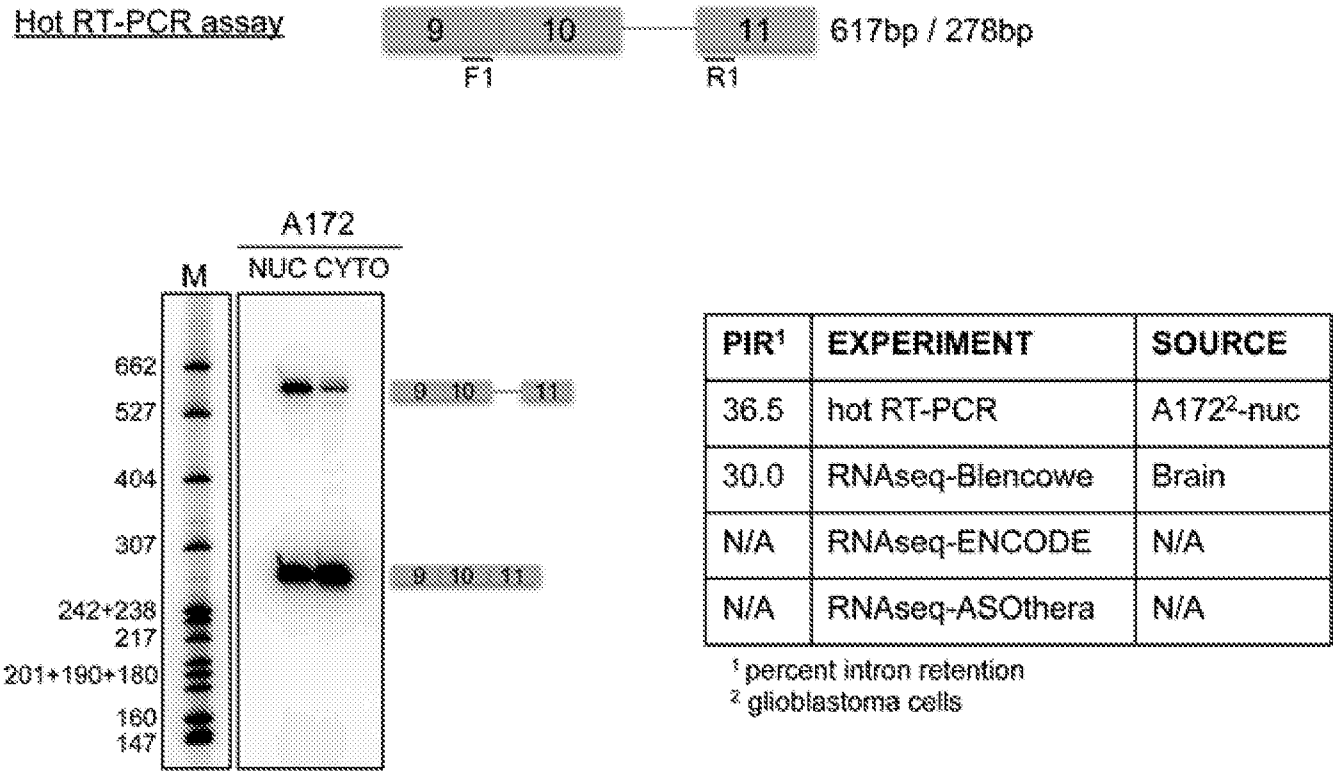 Hot RT-PCR assay
9 10 11 617bp / 278bp
F1 R1
A172
M NUC CYTO
662
527
404
307
242+238
217
201+190+180
160
147
9 10 11
9 10 11
PIR¹ EXPERIMENT SOURCE
36.5 hot RT-PCR A172²-nuc
30.0 RNAseq-Blencowe Brain
N/A RNAseq-ENCODE N/A
N/A RNAseq-ASOthera N/A
¹ percent intron retention
² glioblastoma cells